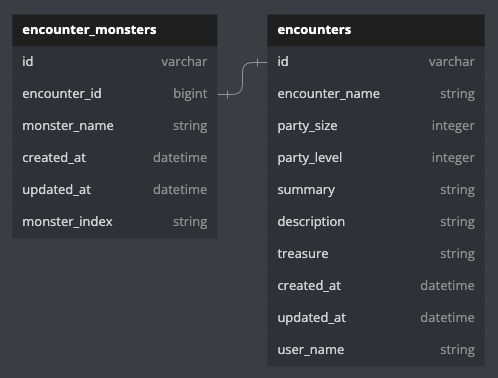 encounter_monsters
id varchar
encounter_id bigint
monster_name string
created_at datetime
updated_at datetime
monster_index string
encounters
id varchar
encounter_name string
party_size integer
party_level integer
summary string
description string
treasure string
created_at datetime
updated_at datetime
user_name string